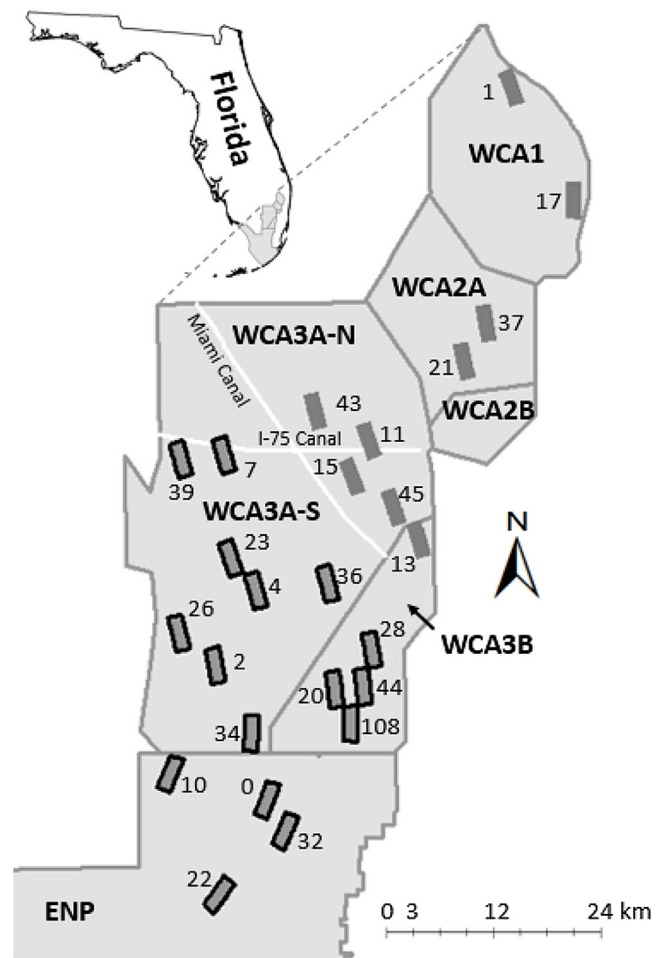 Florida
1
WCA1
17
WCA2A
37
21
WCA2B
Miami Canal
WCA3A-N
43
I-75 Canal
11
15
39
7
WCA3A-S
45
N
23
13
4
36
26
28
WCA3B
2
20
44
34
108
10
0
32
22
ENP
0 3 12 24 km